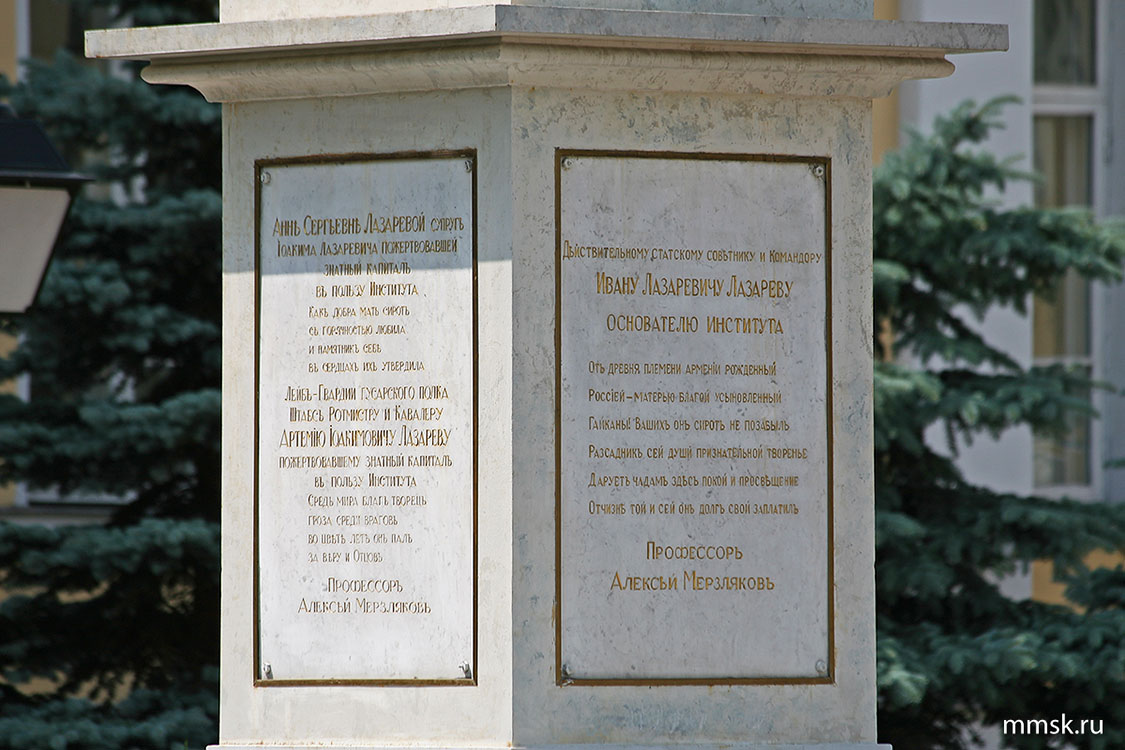 Аннѣ Сергѣевнѣ Лазаревой супругѣ
Іоакима Лазаревича пожертвовавшей
знатный капиталъ
въ пользу Института
Какъ добра мать сиротъ
съ горячностью любила
и памятник себѣ
въ сердцахъ ихъ утвердила
Лейбъ-Гвардіи гусарского полка
Штабсъ Ротмистру и Кавалеру
Артемію Іоакимовичу Лазареву
пожертвовавшему знатный капиталъ
въ пользу Института
Средь мира благъ творецъ
гроза средіі враговъ
во цвѣтѣ лѣтъ онъ палъ
за вѣру и Отцовъ
Профессоръ
Алексѣй Мерзляковъ
Дѣйствительному статскому совѣтнику и Командору
Ивану Лазаревичу Лазареву
основателю института
Отъ древня племени Арменіи рожденный
Россіей-матерью благой усыновленный
Гайканы! Вашихъ онъ сиротъ не позабылъ
Разсадникъ сей души признательной творенье
Даруетъ чадамъ здѣсь покой и просвѣщение
Отчизнѣ той и сей онъ долгъ свой заплатилъ
Профессоръ
Алексѣй Мерзляковъ
mmsk.ru